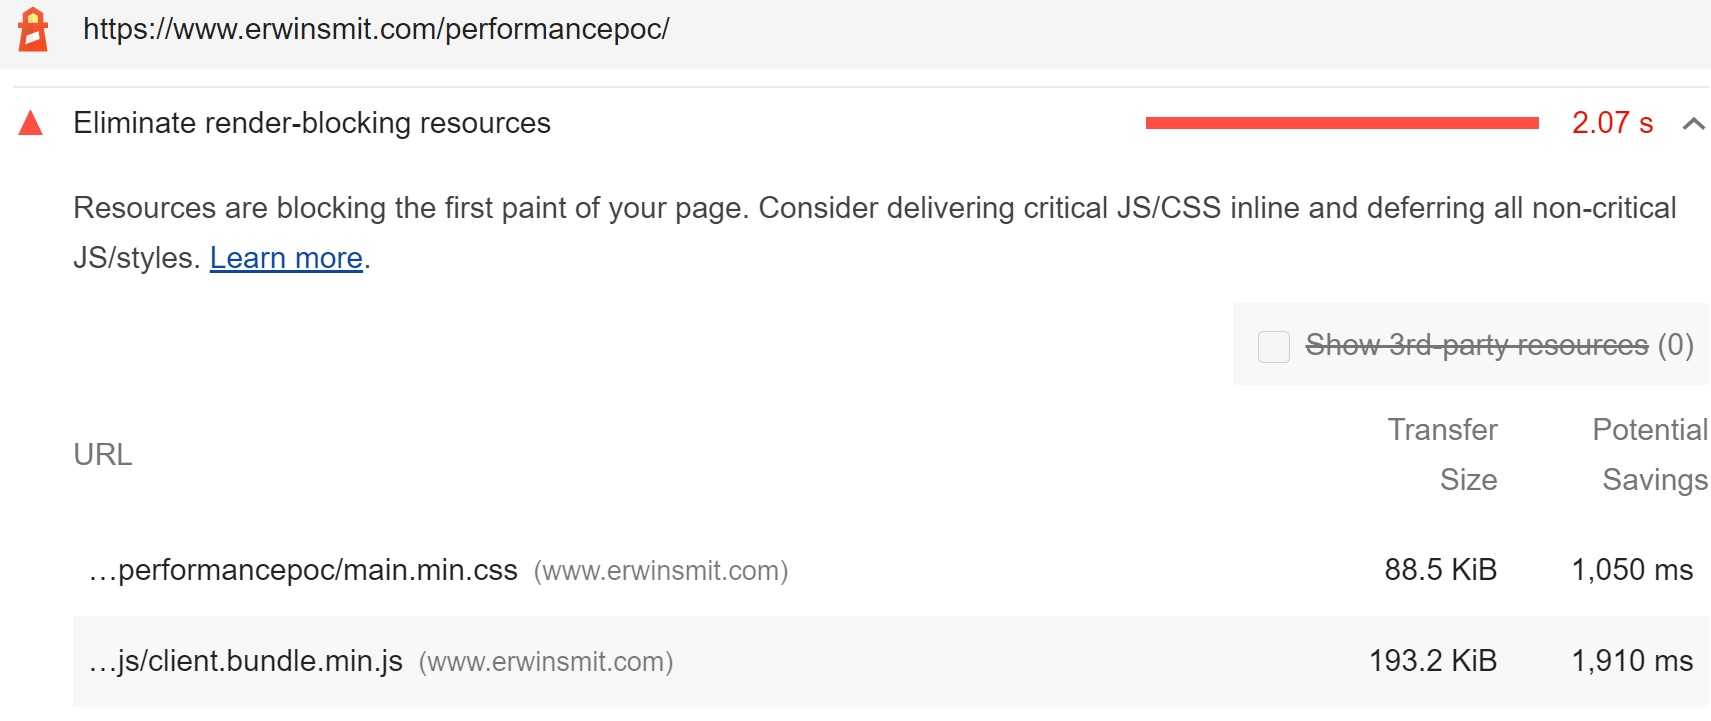 https://www.erwinsmit.com/performancepoc/
Eliminate render-blocking resources 2.07 s
Resources are blocking the first paint of your page. Consider delivering critical JS/CSS inline and deferring all non-critical
JS/styles. Learn more.
Show 3rd-party resources (0)
URL Transfer Size Potential Savings
…performancepoc/main.min.css (www.erwinsmit.com) 88.5 KiB 1,050 ms
…js/client.bundle.min.js (www.erwinsmit.com) 193.2 KiB 1,910 ms